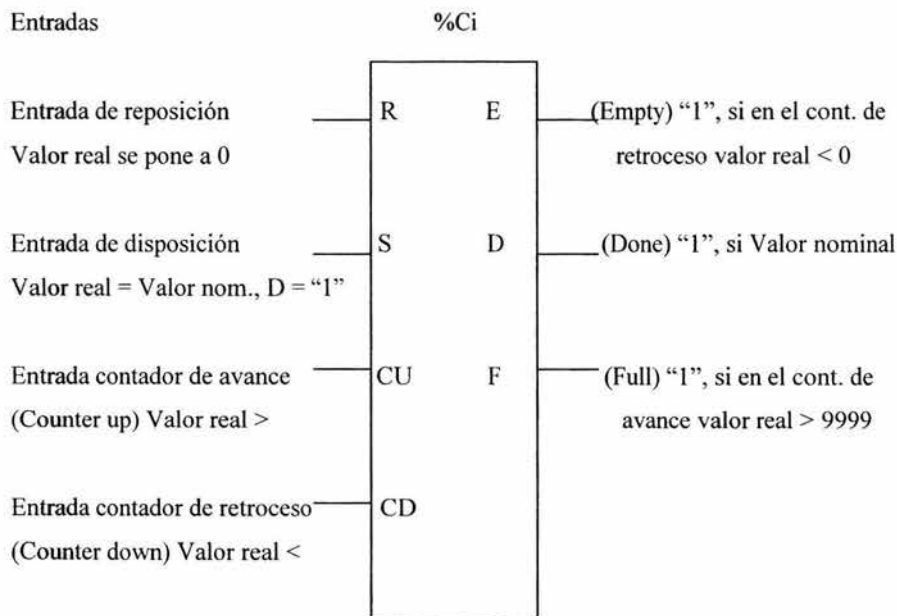 Entradas %Ci
Entrada de reposición R E (Empty) “1”, si en el cont. de
Valor real se pone a 0 retroceso valor real < 0
Entrada de disposición S D (Done) “1”, si Valor nominal
Valor real = Valor nom., D = “1”
Entrada contador de avance CU F (Full) “1”, si en el cont. de
(Counter up) Valor real > avance valor real > 9999
Entrada contador de retroceso CD
(Counter down) Valor real <